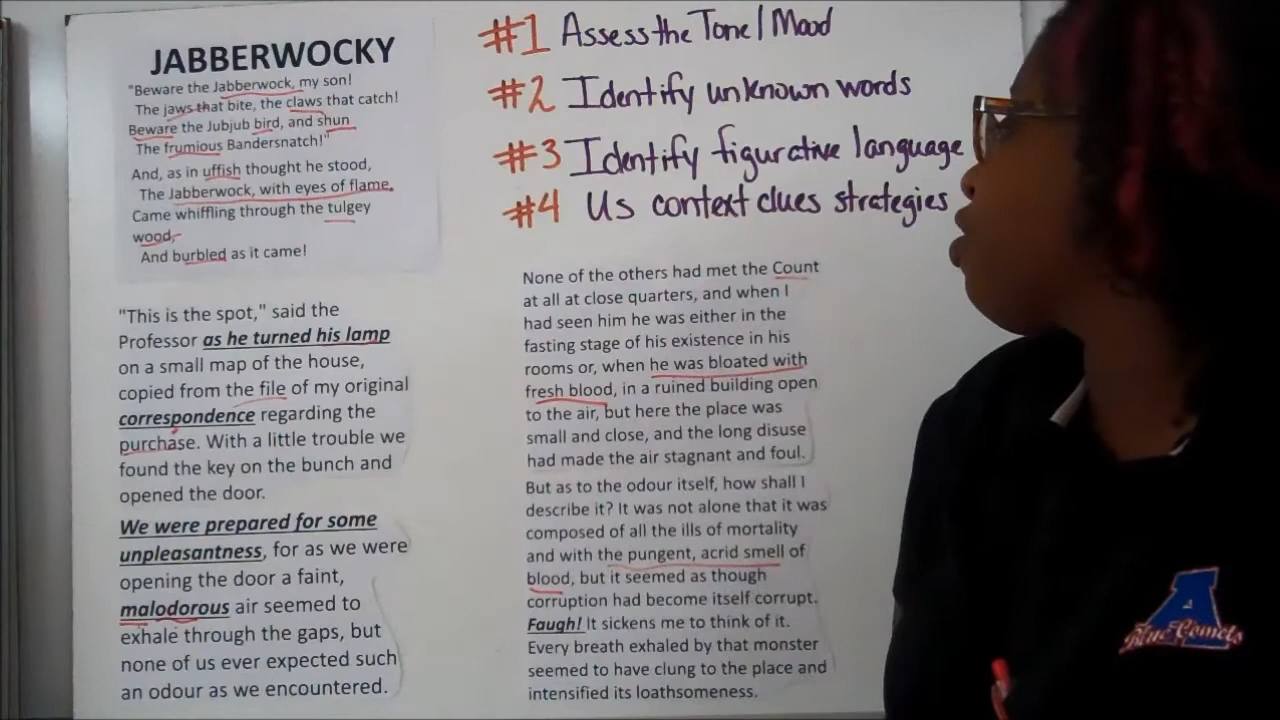 JABBERWOCKY
"Beware the Jabberwock, my son!
The jaws that bite, the claws that catch!
Beware the Jubjub bird, and shun
The frumious Bandersnatch!"
And, as in uffish thought he stood,
The Jabberwock, with eyes of flame,
Came whiffling through the tulgey
wood,
And burbled as it came!
"This is the spot," said the
Professor as he turned his lamp
on a small map of the house,
copied from the file of my original
correspondence regarding the
purchase. With a little trouble we
found the key on the bunch and
opened the door.
We were prepared for some
unpleasantness, for as we were
opening the door a faint,
malodorous air seemed to
exhale through the gaps, but
none of us ever expected such
an odour as we encountered.
#1 Assess the Tone/Mood
#2 Identify unknown words
#3 Identify figurative language
#4 Us context clues strategies
None of the others had met the Count
at all at close quarters, and when I
had seen him he was either in the
fasting stage of his existence in his
rooms or, when he was bloated with
fresh blood, in a ruined building open
to the air, but here the place was
small and close, and the long disuse
had made the air stagnant and foul.
But as to the odour itself, how shall I
describe it? It was not alone that it was
composed of all the ills of mortality
and with the pungent, acrid smell of
blood, but it seemed as though
corruption had become itself corrupt.
Faugh! It sickens me to think of it.
Every breath exhaled by that monster
seemed to have clung to the place and
intensified its loathsomeness.
A
Blue Comets